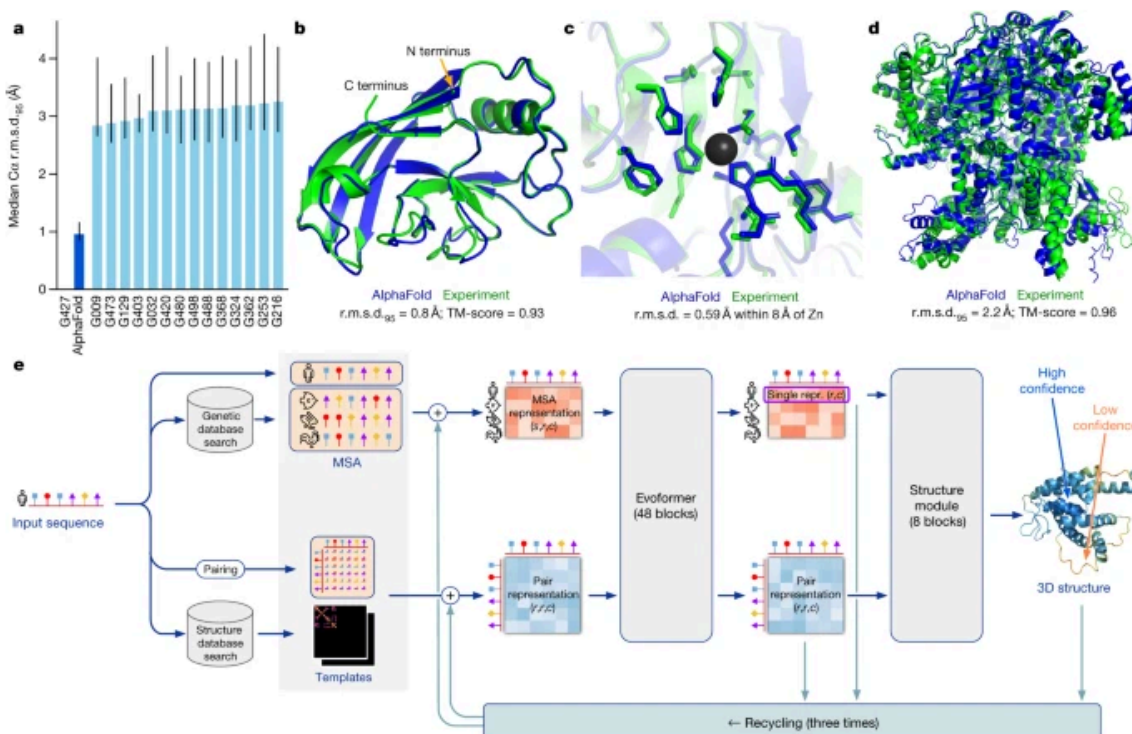 a
Median Cα r.m.s.d.95 (Å)
4
3
2
1
0
G427
AlphaFold
G009
G473
G129
G403
G032
G420
G480
G498
G488
G368
G324
G362
G253
G216
b
N terminus
C terminus
AlphaFold Experiment
r.m.s.d.95 = 0.8 Å; TM-score = 0.93
c
AlphaFold Experiment
r.m.s.d. = 0.59 Å within 8 Å of Zn
d
AlphaFold Experiment
r.m.s.d.95 = 2.2 Å; TM-score = 0.96
e
Input sequence
Genetic
database
search
MSA
Pairing
Structure
database
search
Templates
+
+
MSA
representation
(s,r,c)
Pair
representation
(r,r,c)
Evoformer
(48 blocks)
Single repr. (r,c)
Pair
representation
(r,r,c)
Structure
module
(8 blocks)
High
confidence
Low
confidence
3D structure
← Recycling (three times)